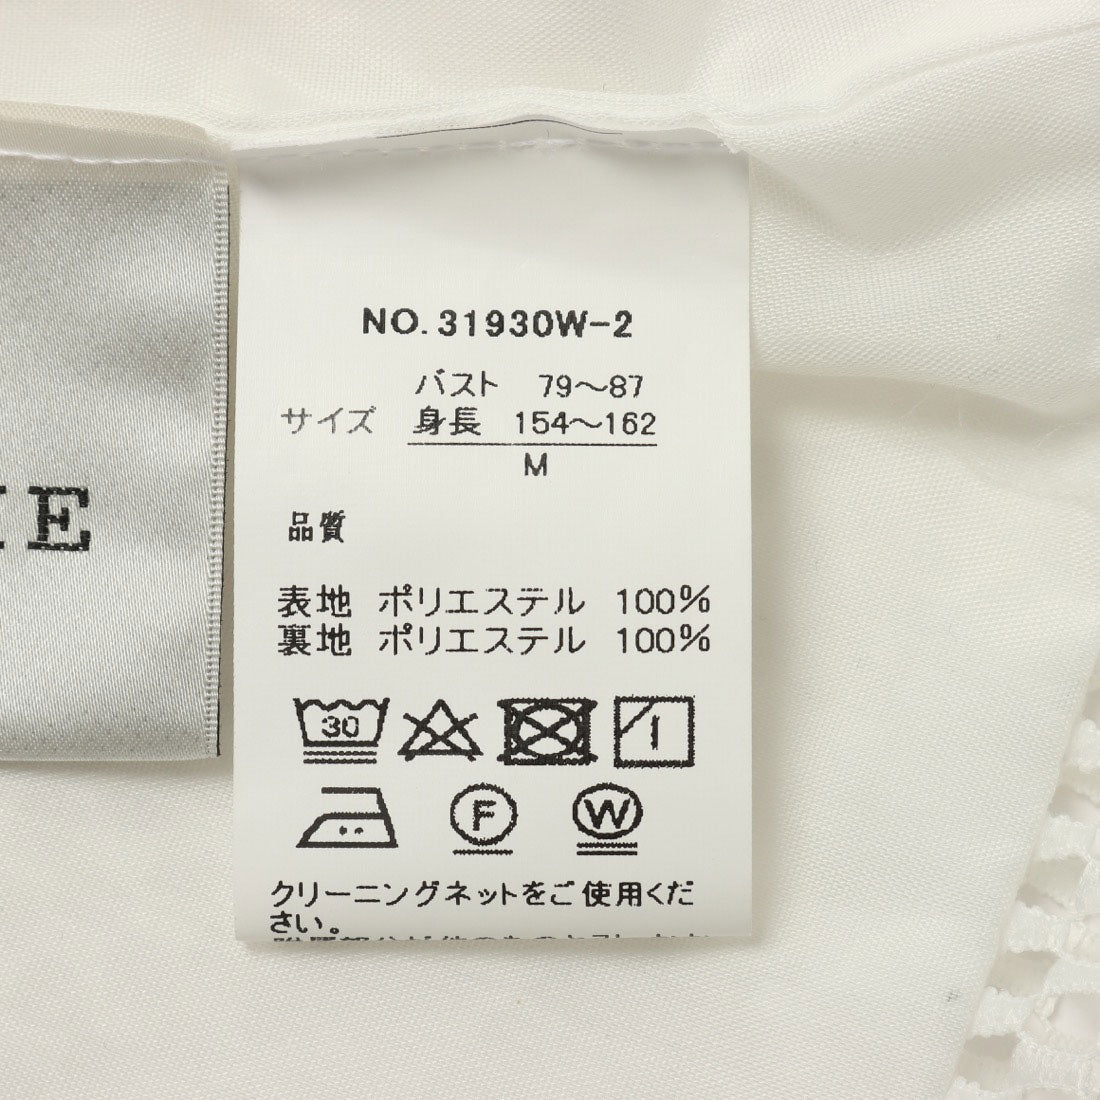 NO.31930W-2
バスト 79～87
サイズ 身長 154～162
M
品質
表地 ポリエステル 100%
裏地 ポリエステル 100%
30
F W
クリーニングネットをご使用くだ
さい。
E